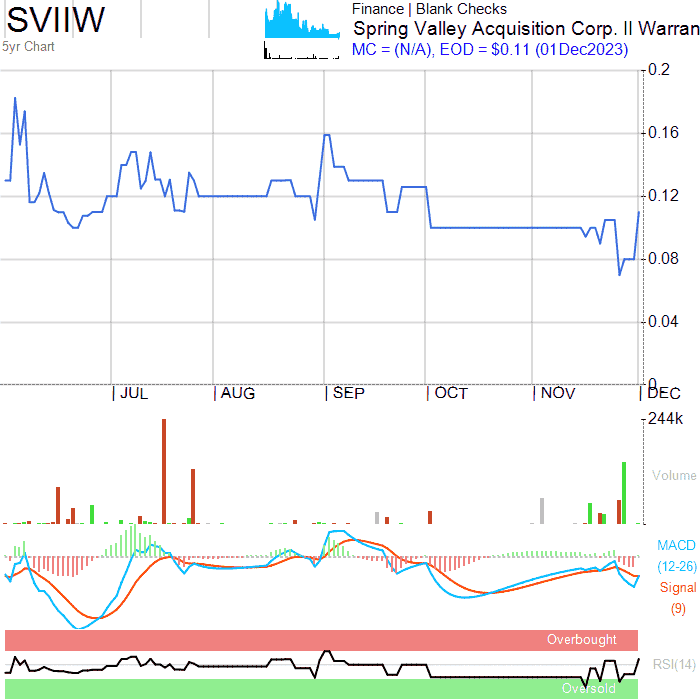 SVIIW
5yr Chart
Finance | Blank Checks
Spring Valley Acquisition Corp. II Warran
MC = (N/A), EOD = $0.11 (01Dec2023)
0.2
0.16
0.12
0.08
0.04
0
JUL AUG SEP OCT NOV DEC
244k
Volume
MACD
(12-26)
Signal
(9)
Overbought
RSI(14)
Oversold